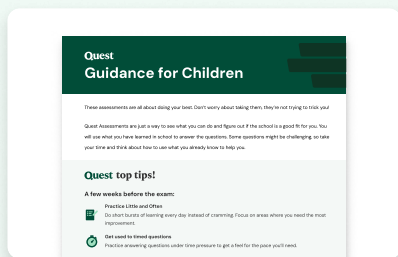 Quest
Guidance for Children
These assessments are all about doing your best. Don't worry about taking them, they're not trying to trick you!
Quest Assessments are just a way to see what you can do and figure out if the school is a good fit for you. You
will use what you have learned in school to answer the questions. Some questions might be challenging, so take
your time and think about how to use what you already know to help you.
Quest top tips!
A few weeks before the exam:
Practice Little and Often
Do short bursts of learning every day instead of cramming. Focus on areas where you need the most
improvement.
Get used to timed questions
Practice answering questions under time pressure to get a feel for the pace you'll need.